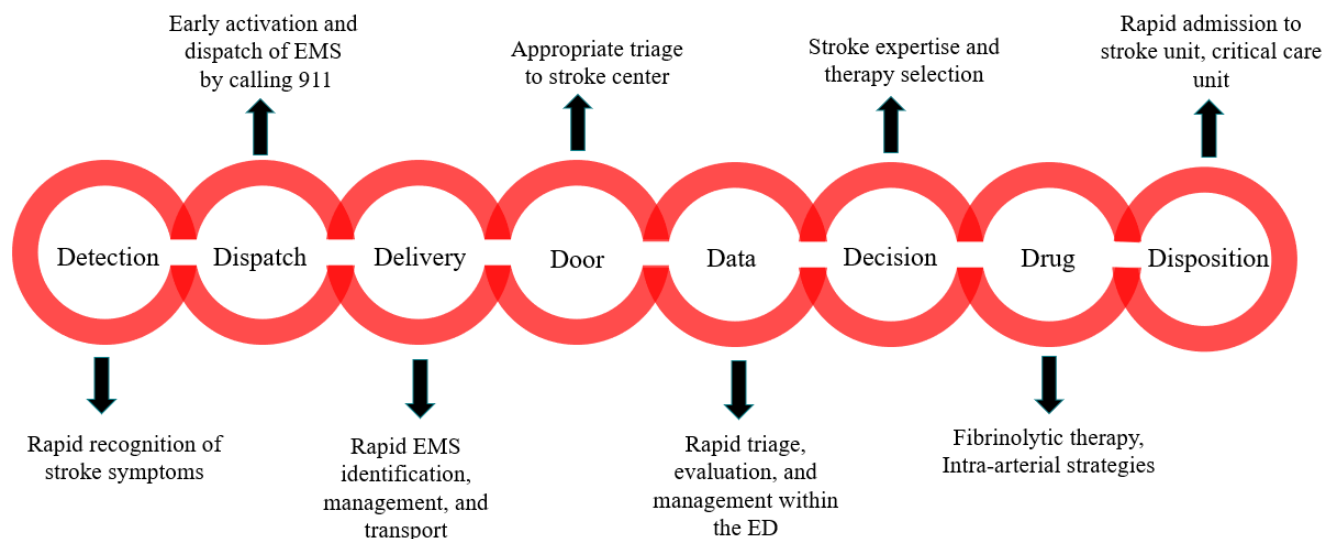 Early activation and
dispatch of EMS
by calling 911
Appropriate triage
to stroke center
Stroke expertise and
therapy selection
Rapid admission to
stroke unit, critical care
unit
Detection
Dispatch
Delivery
Door
Data
Decision
Drug
Disposition
Rapid recognition of
stroke symptoms
Rapid EMS
identification,
management, and
transport
Rapid triage,
evaluation, and
management within
the ED
Fibrinolytic therapy,
Intra-arterial strategies